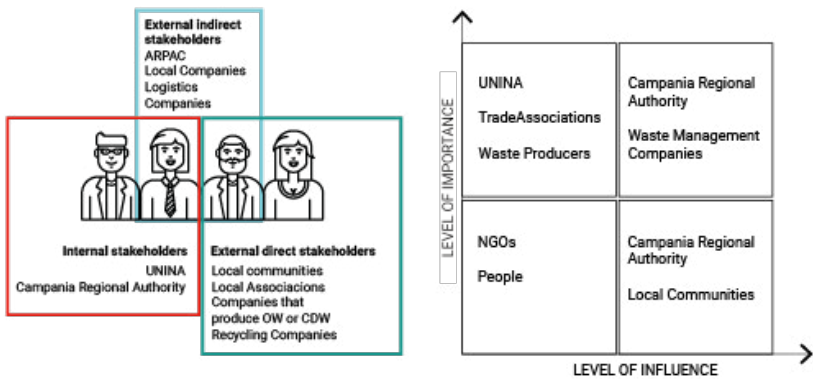 External indirect
stakeholders
ARPAC
Local Companies
Logistics
Companies
Internal stakeholders
UNINA
Campania Regional Authority
External direct stakeholders
Local communities
Local Associacions
Companies that
produce OW or CDW
Recycling Companies
LEVEL OF IMPORTANCE
UNINA
TradeAssociations
Waste Producers
Campania Regional
Authority
Waste Management
Companies
NGOs
People
Campania Regional
Authority
Local Communities
LEVEL OF INFLUENCE